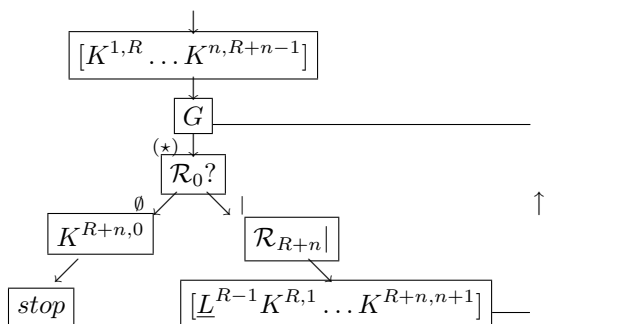 [K^{1,R} … K^{n,R+n−1}]
G
(⋆)
ℛ_0?
∅ |
K^{R+n,0} ℛ_{R+n}|
stop [L̲^{R−1}K^{R,1} … K^{R+n,n+1}]